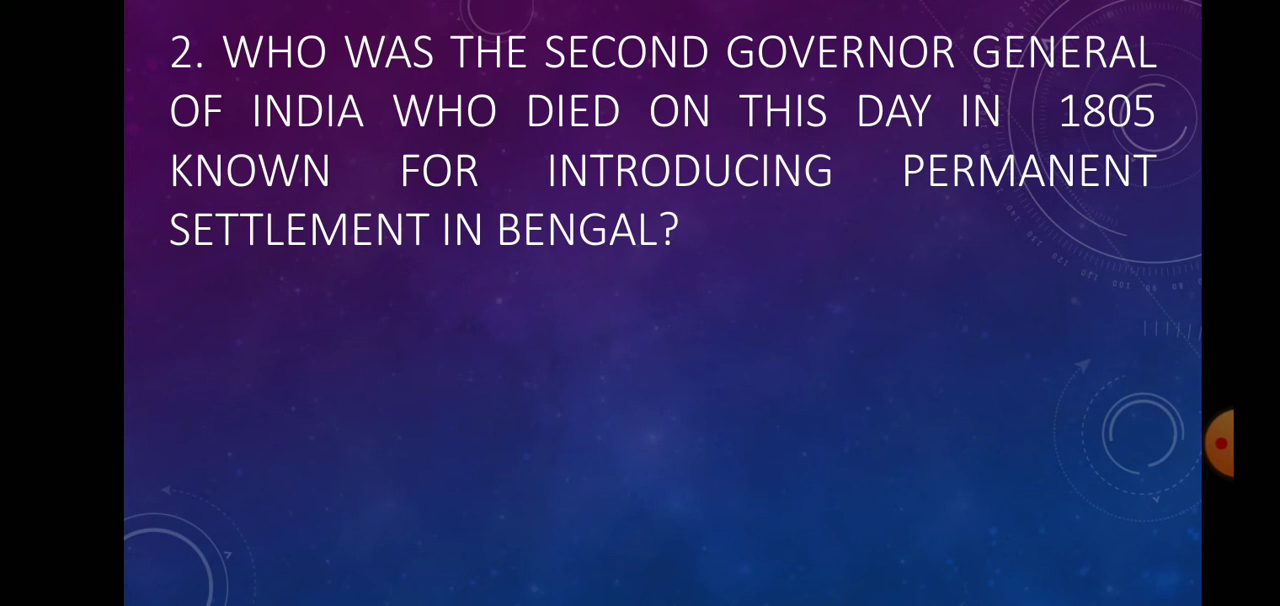 2. WHO WAS THE SECOND GOVERNOR GENERAL
OF INDIA WHO DIED ON THIS DAY IN 1805
KNOWN FOR INTRODUCING PERMANENT
SETTLEMENT IN BENGAL?